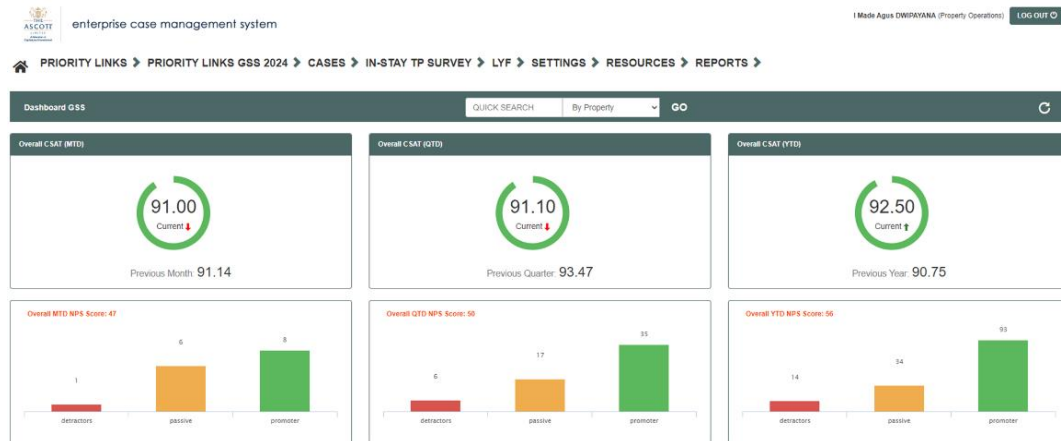 THE
ASCOTT
LIMITED
enterprise case management system
I Made Agus DWIPAYANA (Property Operations)
LOG OUT
PRIORITY LINKS
PRIORITY LINKS GSS 2024
CASES
IN-STAY TP SURVEY
LYF
SETTINGS
RESOURCES
REPORTS
Dashboard GSS
QUICK SEARCH
By Property
GO
Overall CSAT (MTD)
91.00
Current
Previous Month: 91.14
Overall CSAT (QTD)
91.10
Current
Previous Quarter: 93.47
Overall CSAT (YTD)
92.50
Current
Previous Year: 90.75
Overall MTD NPS Score: 47
1
6
8
detractors
passive
promoter
Overall QTD NPS Score: 50
6
17
35
detractors
passive
promoter
Overall YTD NPS Score: 56
14
34
93
detractors
passive
promoter